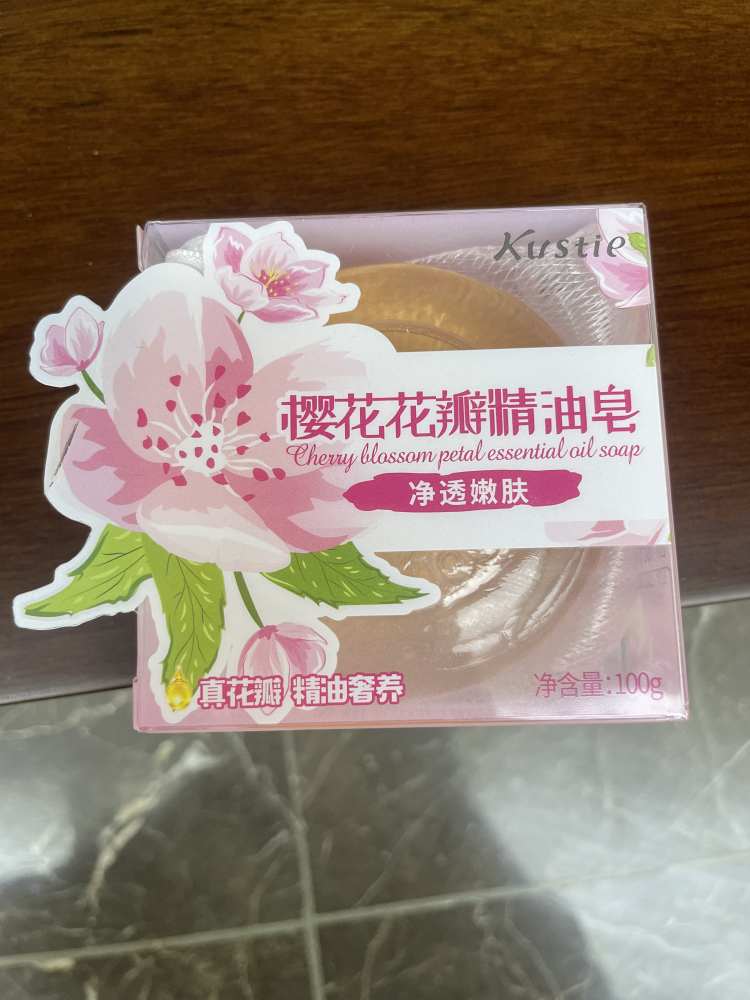 Kustie
樱花花瓣精油皂
Cherry blossom petal essential oil soap
净透嫩肤
真花瓣 精油奢养
净含量:100g